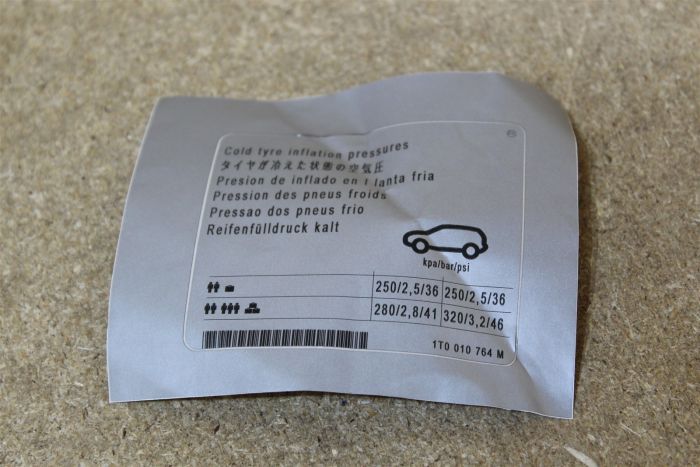 Cold tyre inflation pressures
タイヤが冷えた状態の空気圧
Presion de inflado en l lanta fria
Pression des pneus froids
Pressao dos pneus frio
Reifenfülldruck kalt
kpa/bar/psi
250/2,5/36 250/2,5/36
280/2,8/41 320/3,2/46
1T0 010 764 M